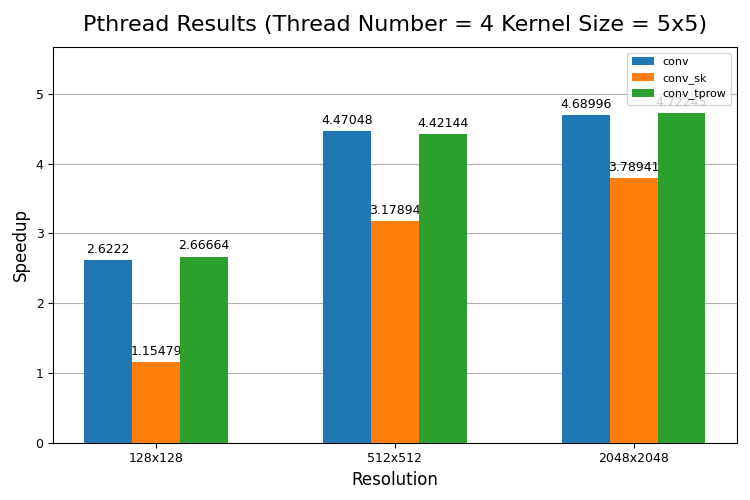 Pthread Results (Thread Number = 4 Kernel Size = 5x5)
conv
conv_sk
conv_tprow
4.47048
4.42144
4.68996
4.72245
2.6222
2.66664
3.17894
3.78941
1.15479
5
4
3
2
1
0
Speedup
128x128
512x512
2048x2048
Resolution